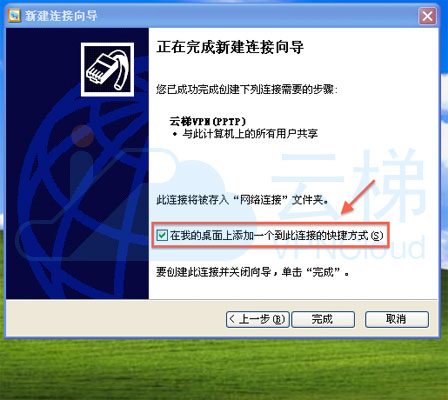 新建连接向导
正在完成新建连接向导
您已成功完成创建下列连接需要的步骤:
云梯VPN(PPTP)
• 与此计算机上的所有用户共享
此连接将被存入“网络连接”文件夹。
在我的桌面上添加一个到此连接的快捷方式(S)
要创建此连接并关闭向导，单击“完成”。
< 上一步(B)
完成
取消
云梯
VPNCloud